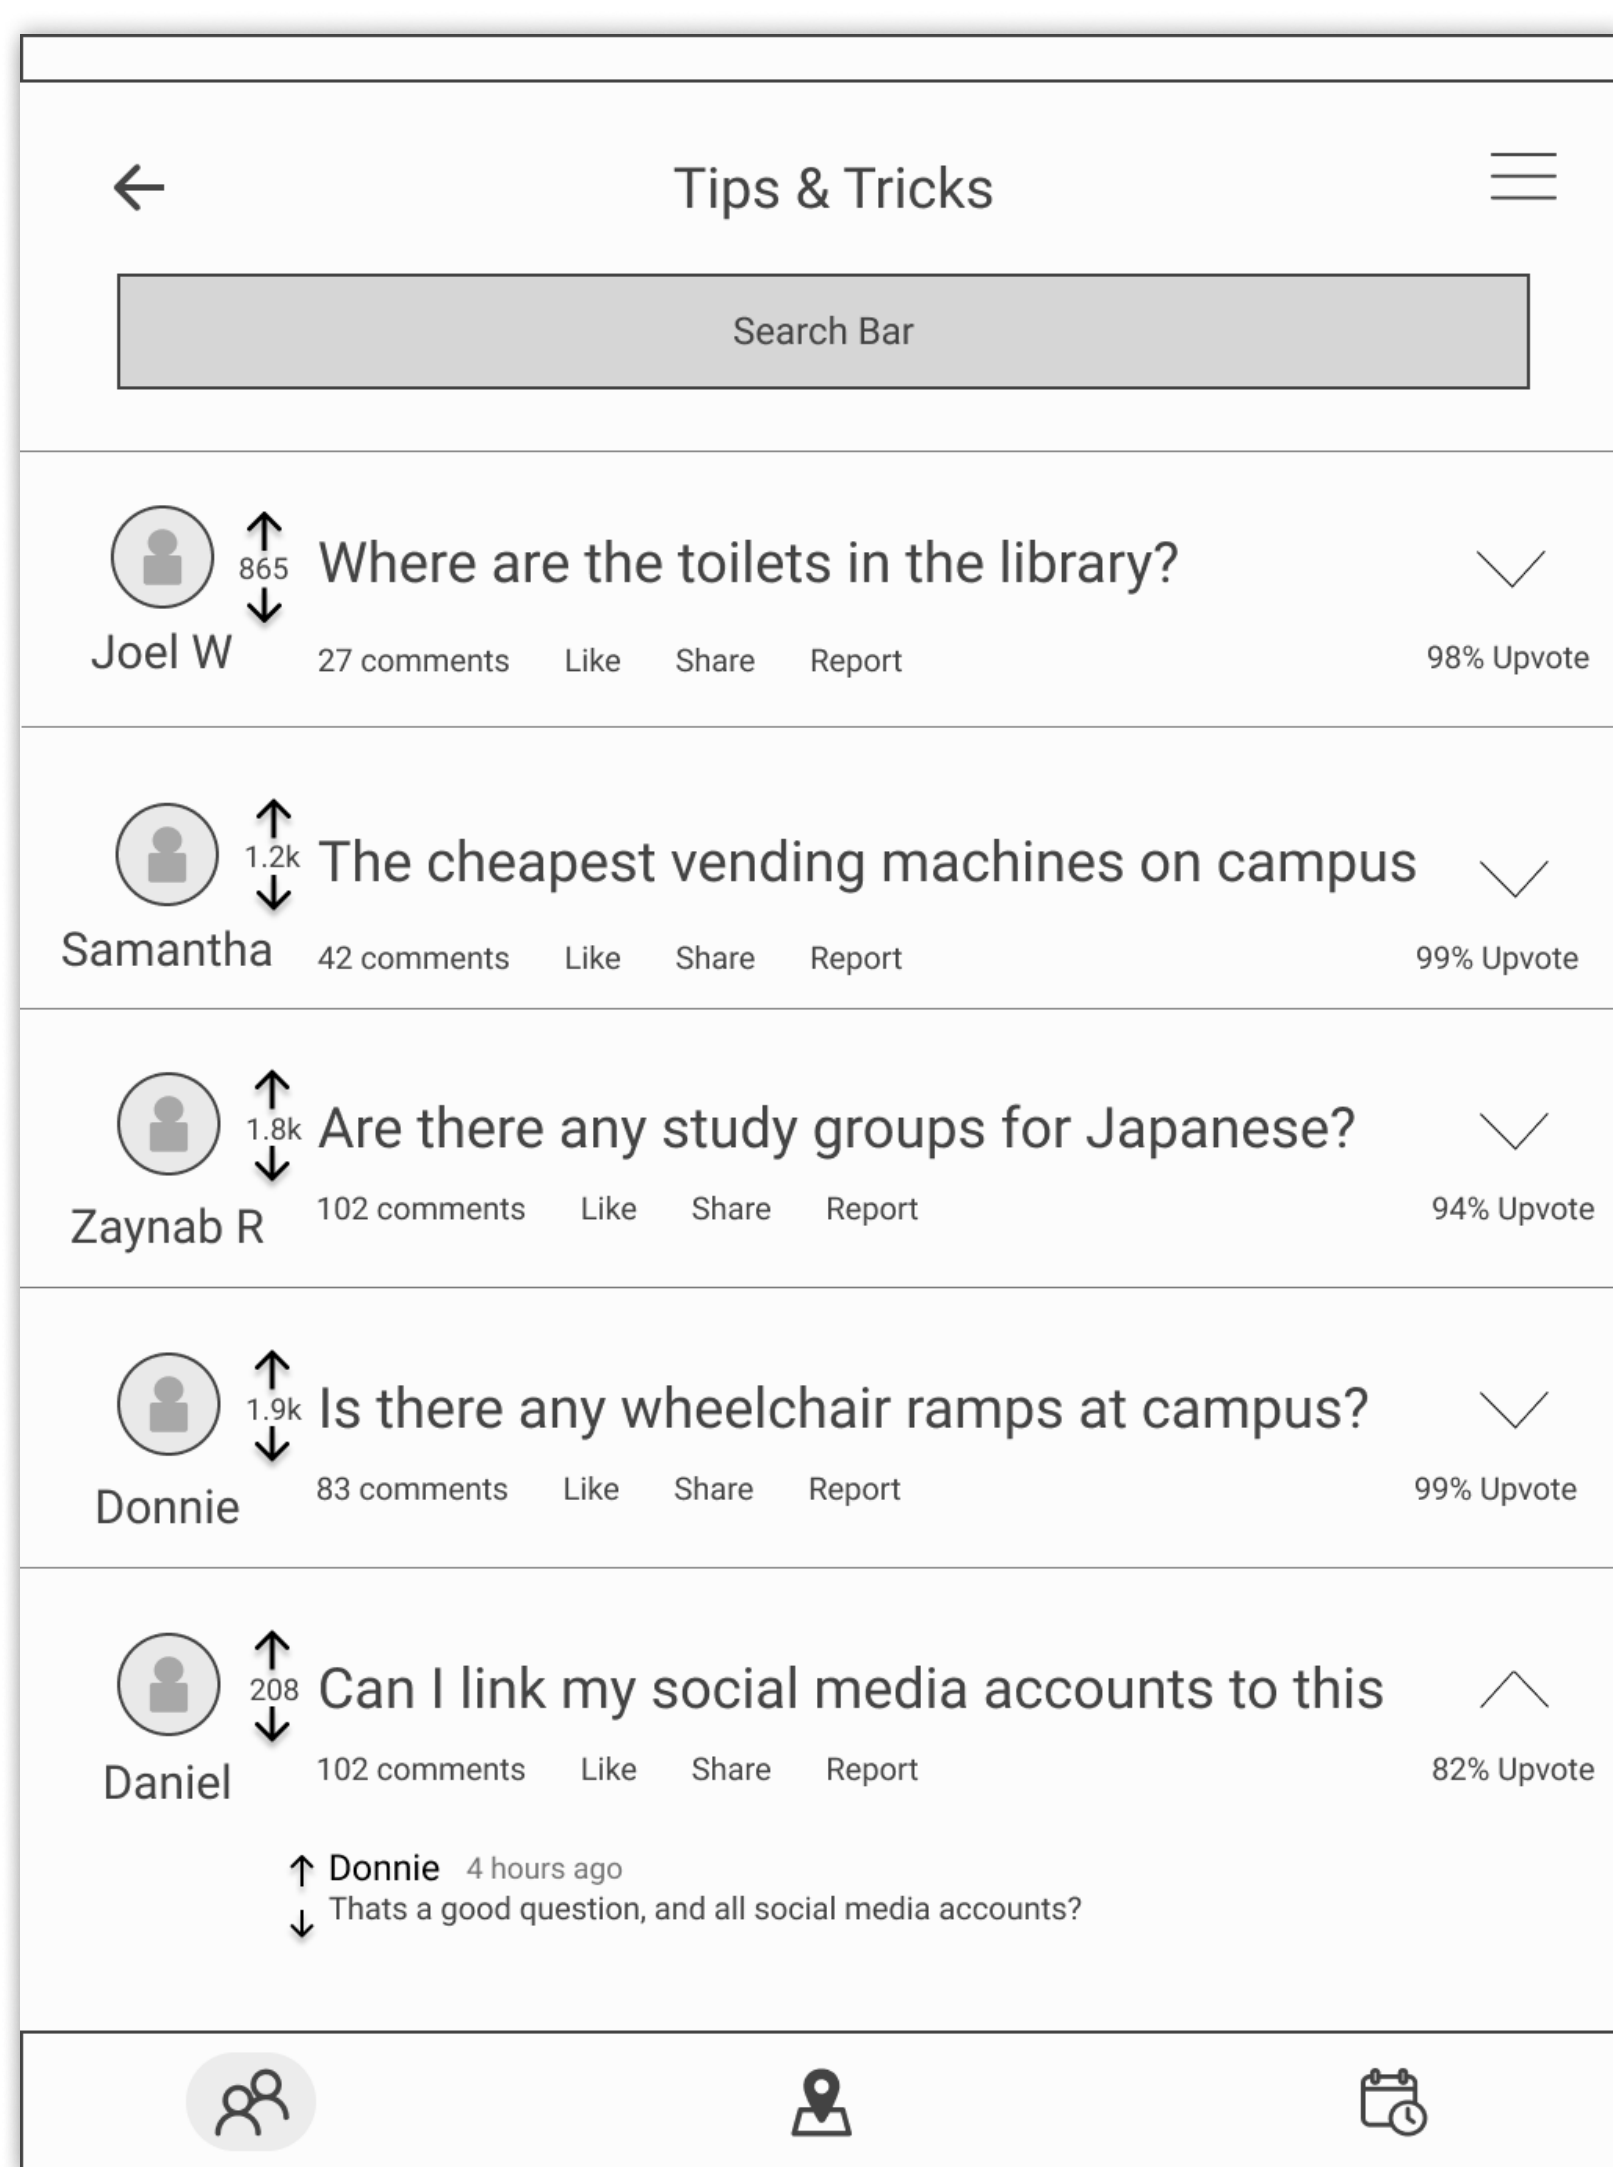 Tips & Tricks
Search Bar
865
Where are the toilets in the library?
Joel W
27 comments Like Share Report
98% Upvote
1.2k
The cheapest vending machines on campus
Samantha
42 comments Like Share Report
99% Upvote
1.8k
Are there any study groups for Japanese?
Zaynab R
102 comments Like Share Report
94% Upvote
1.9k
Is there any wheelchair ramps at campus?
Donnie
83 comments Like Share Report
99% Upvote
208
Can I link my social media accounts to this
Daniel
102 comments Like Share Report
82% Upvote
Donnie 4 hours ago
Thats a good question, and all social media accounts?